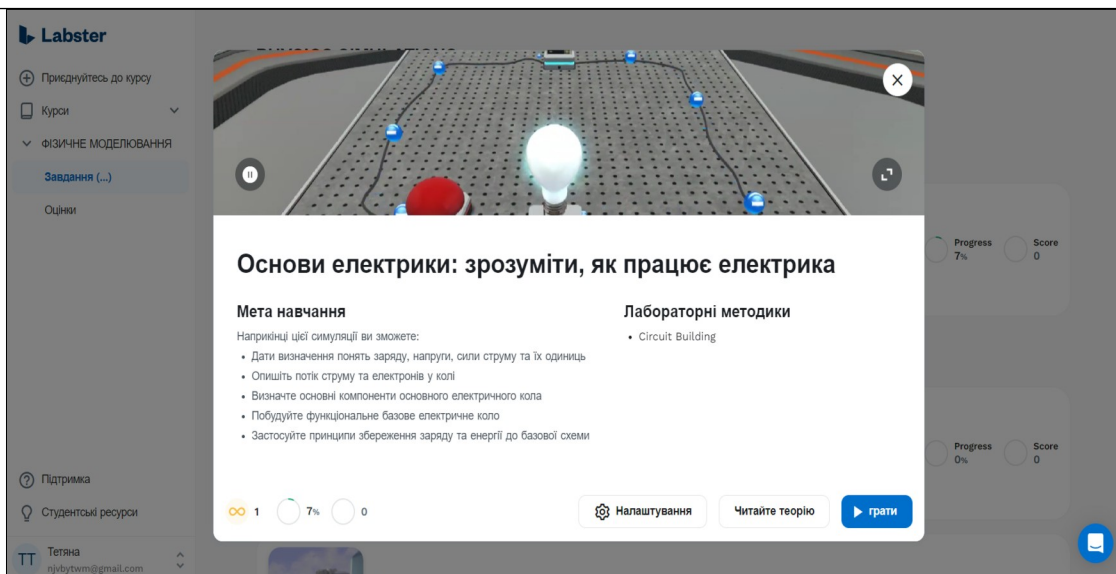 Labster
Приєднуйтесь до курсу
Курси
ФІЗИЧНЕ МОДЕЛЮВАННЯ
Завдання (...)
Оцінки
Основи електрики: зрозуміти, як працює електрика
Мета навчання
Наприкінці цієї симуляції ви зможете:
• Дати визначення понять заряду, напруги, сили струму та їх одиниць
• Опишіть потік струму та електронів у колі
• Визначте основні компоненти основного електричного кола
• Побудуйте функціональне базове електричне коло
• Застосуйте принципи збереження заряду та енергії до базової схеми
Лабораторні методики
• Circuit Building
1 7% 0
Налаштування
Читайте теорію
грати
Progress
7%
Score
0
Progress
0%
Score
0
Підтримка
Студентські ресурси
TT
Тетяна
njvbytwm@gmail.com